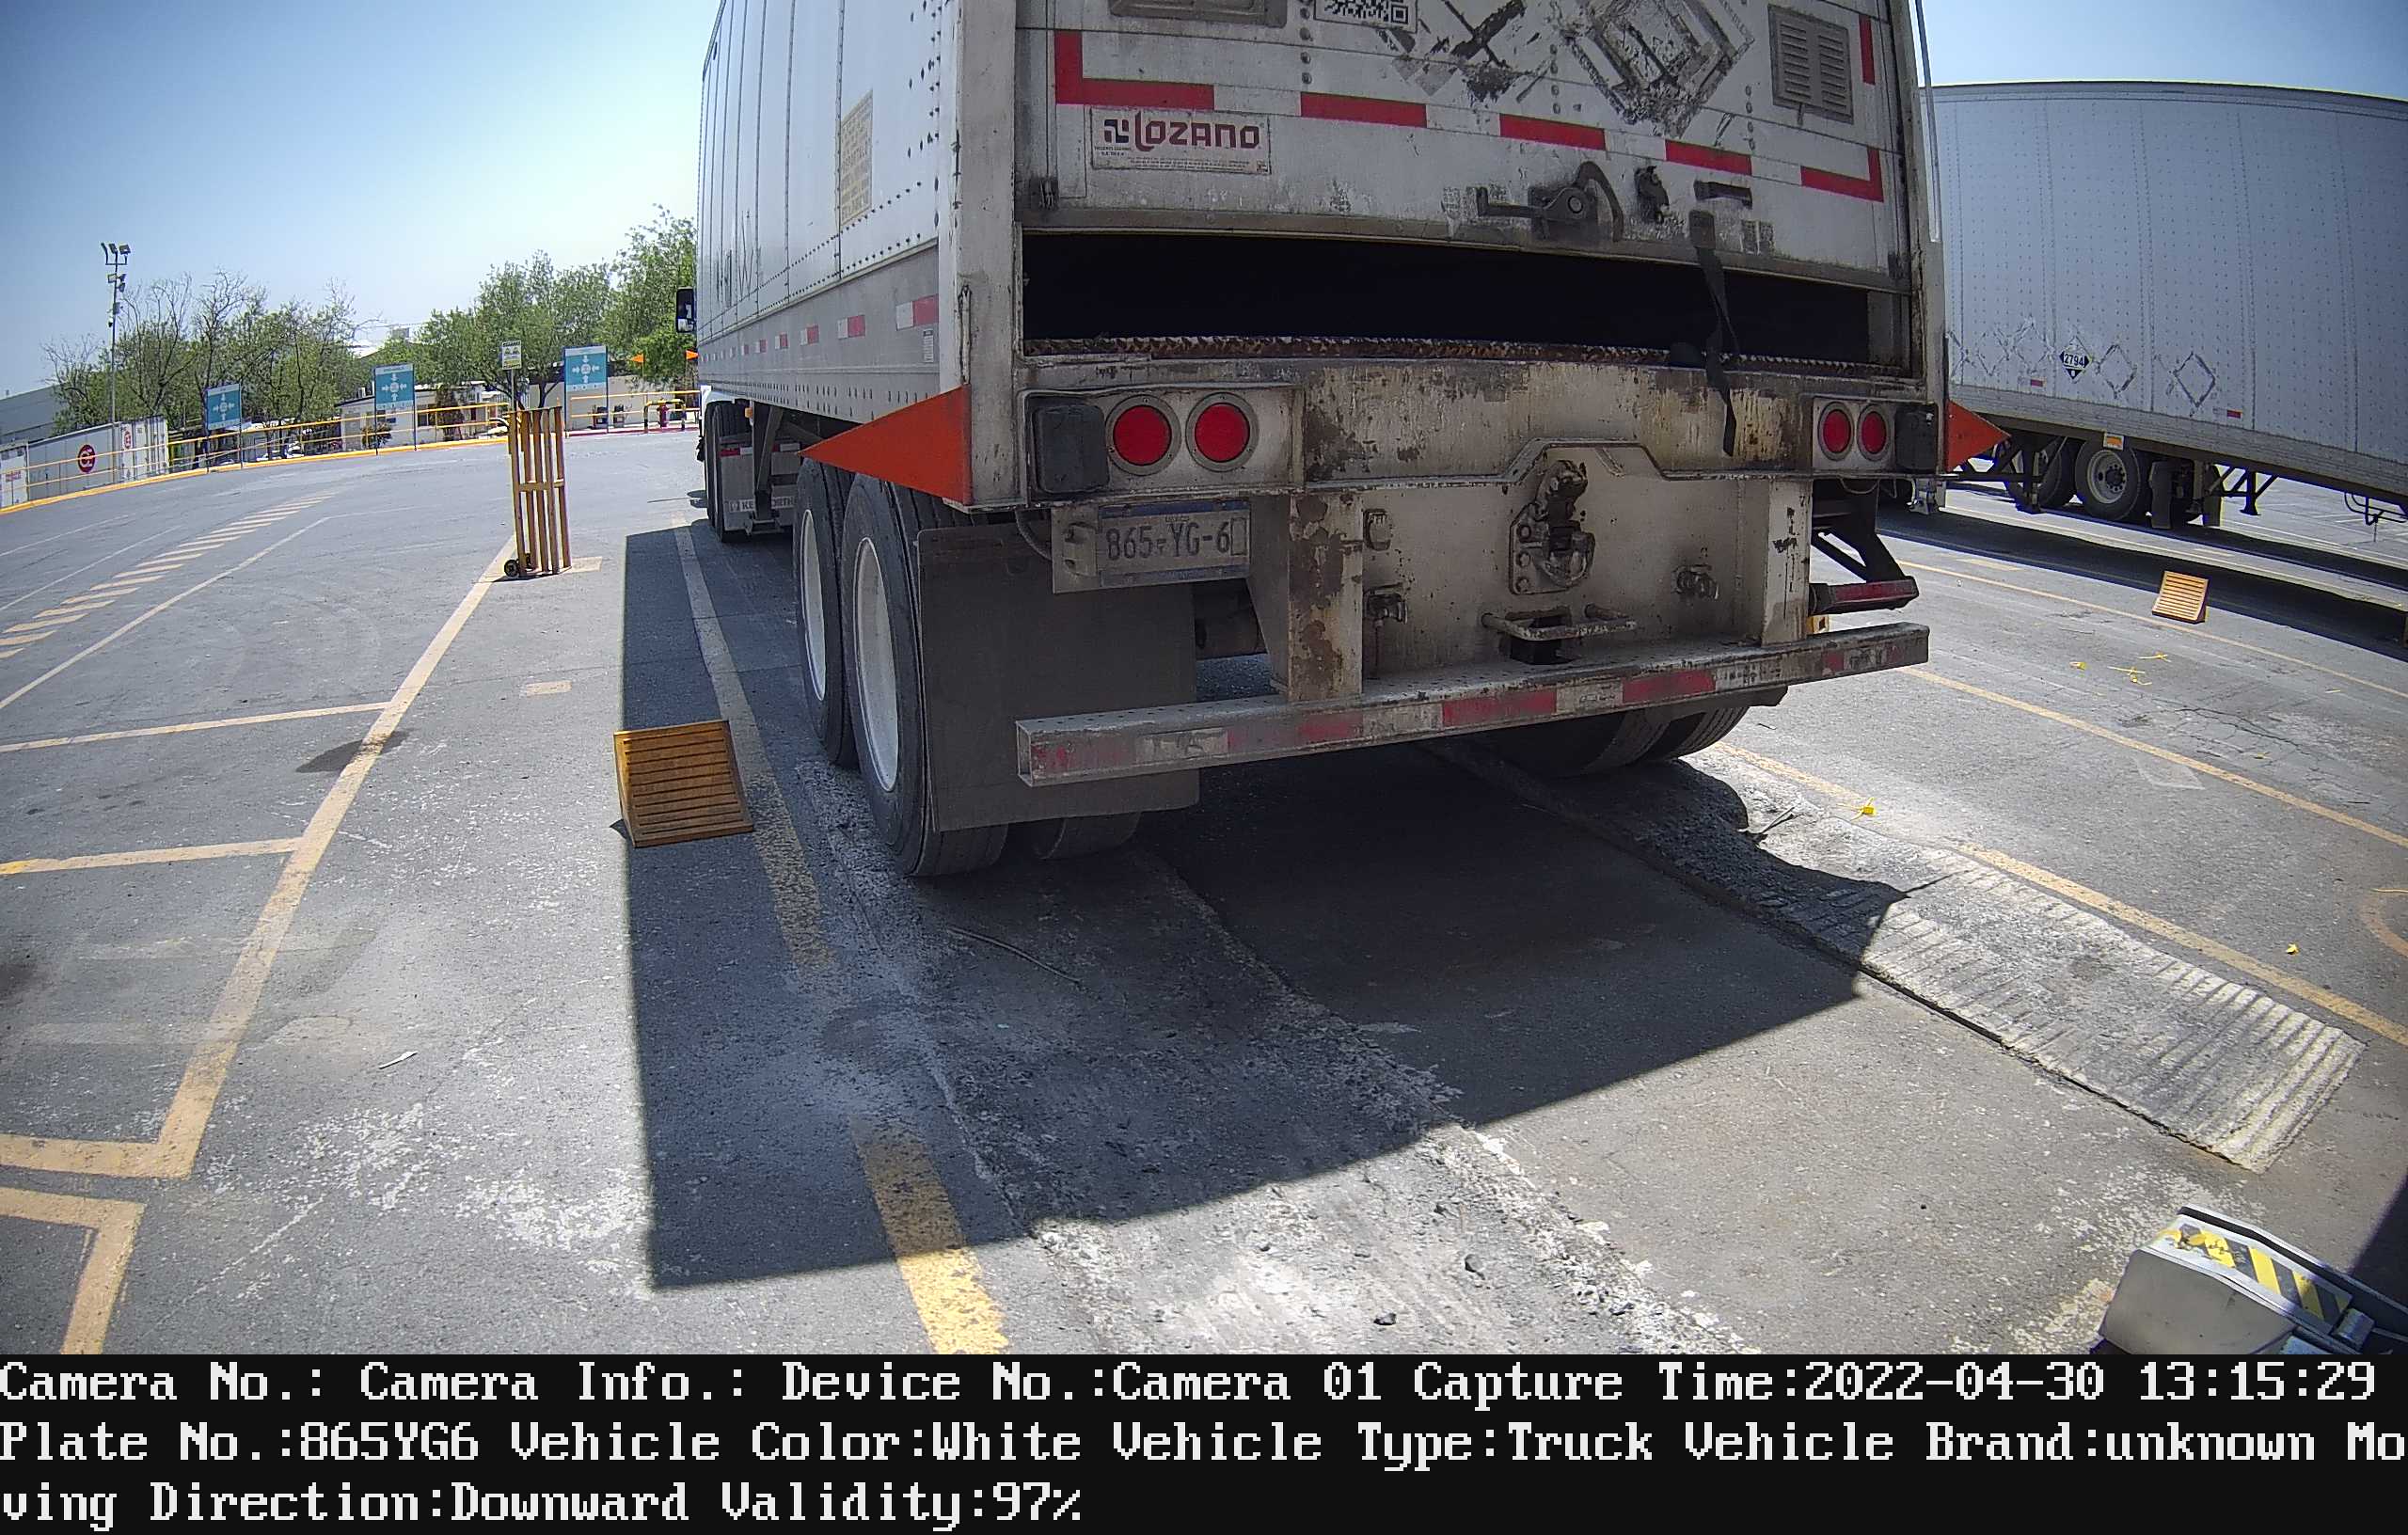 LOZANO
865-YG-6
2794
Camera No.: Camera Info.: Device No.:Camera 01 Capture Time:2022-04-30 13:15:29
Plate No.:865YG6 Vehicle Color:White Vehicle Type:Truck Vehicle Brand:unknown Mo
ving Direction:Downward Validity:97%